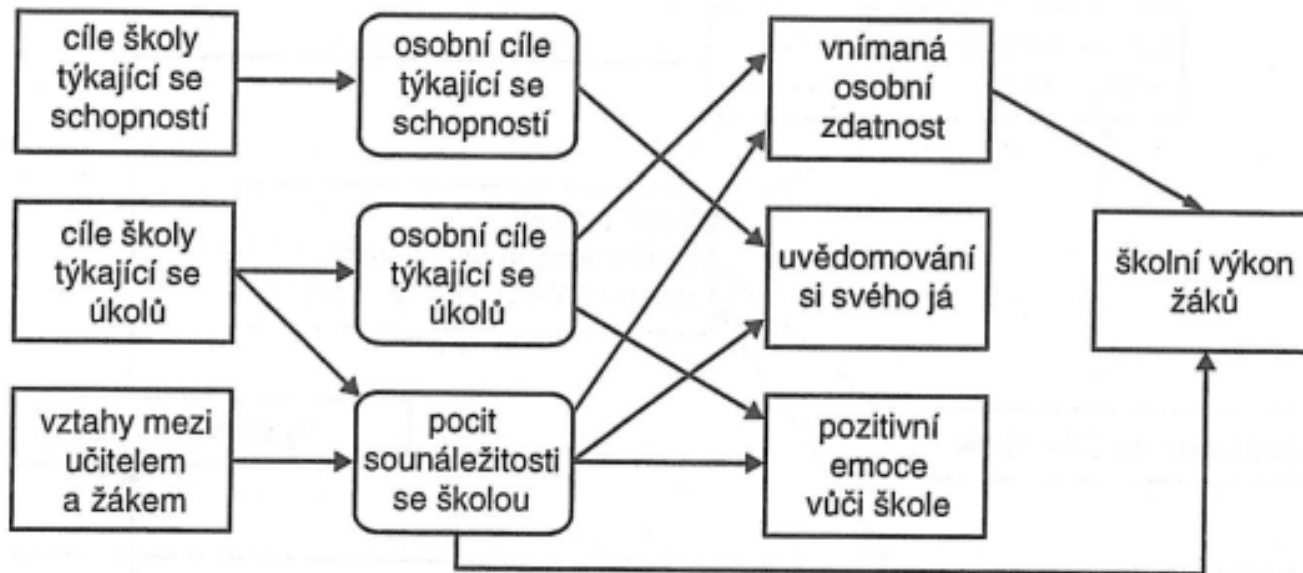 cíle školy
týkající se
schopností
osobní cíle
týkající se
schopností
vnímaná
osobní
zdatnost
cíle školy
týkající se
úkolů
osobní cíle
týkající se
úkolů
uvědomování
si svého já
školní výkon
žáků
vztahy mezi
učitelem
a žákem
pocit
sounáležitosti
se školou
pozitivní
emoce
vůči škole